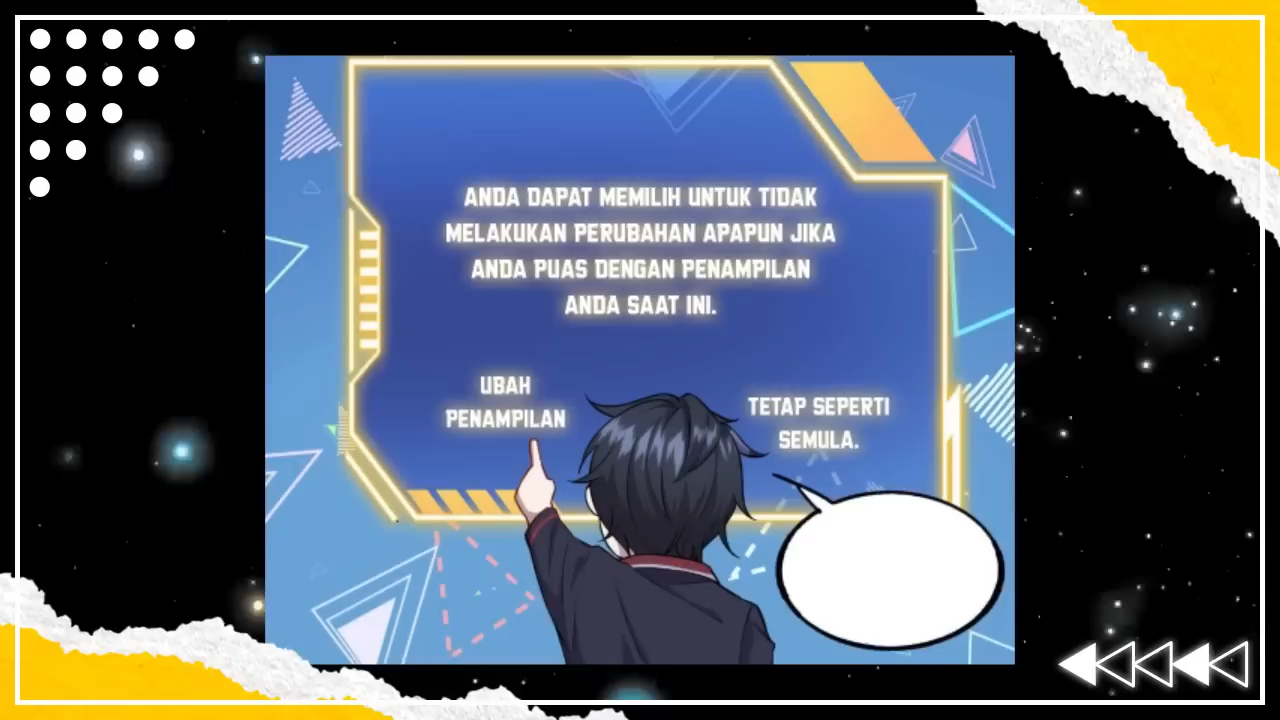 ANDA DAPAT MEMILIH UNTUK TIDAK
MELAKUKAN PERUBAHAN APAPUN JIKA
ANDA PUAS DENGAN PENAMPILAN
ANDA SAAT INI.
UBAH
PENAMPILAN
TETAP SEPERTI
SEMULA.